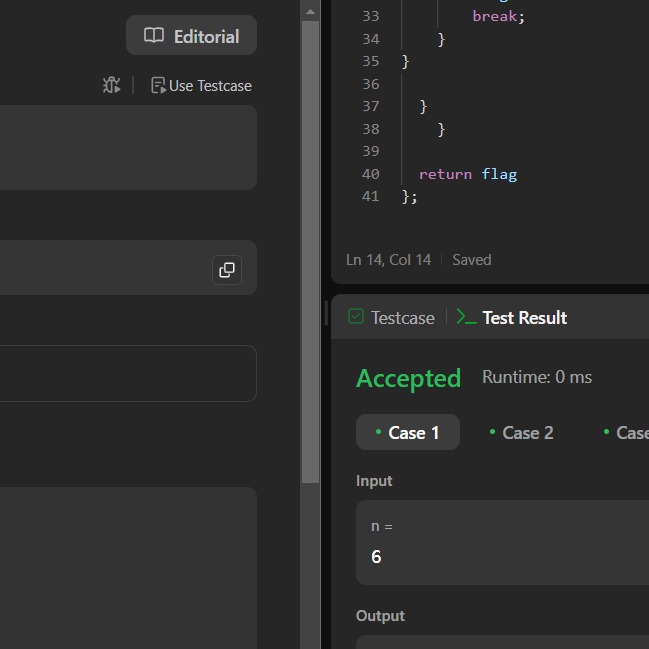 Editorial
Use Testcase
33 break;
34 }
35 }
36
37 }
38 }
39
40 return flag
41 };
Ln 14, Col 14 Saved
Testcase >_ Test Result
Accepted Runtime: 0 ms
• Case 1 • Case 2 • Case
Input
n =
6
Output